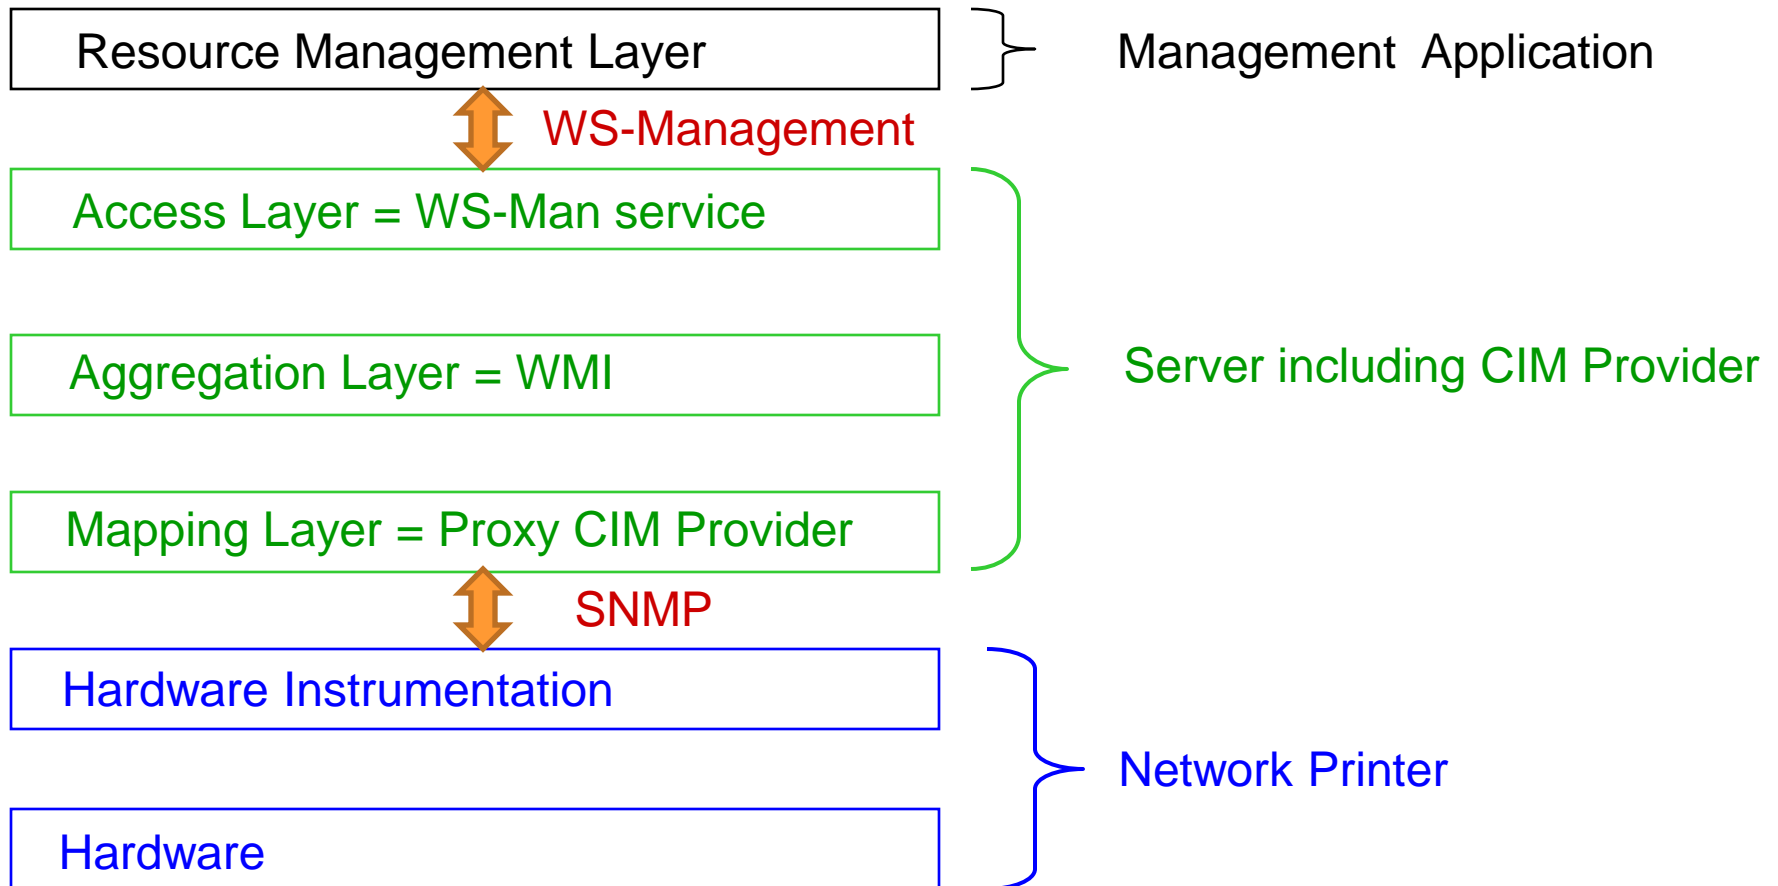 Resource Management Layer
Management Application
WS-Management
Access Layer = WS-Man service
Aggregation Layer = WMI
Server including CIM Provider
Mapping Layer = Proxy CIM Provider
SNMP
Hardware Instrumentation
Network Printer
Hardware